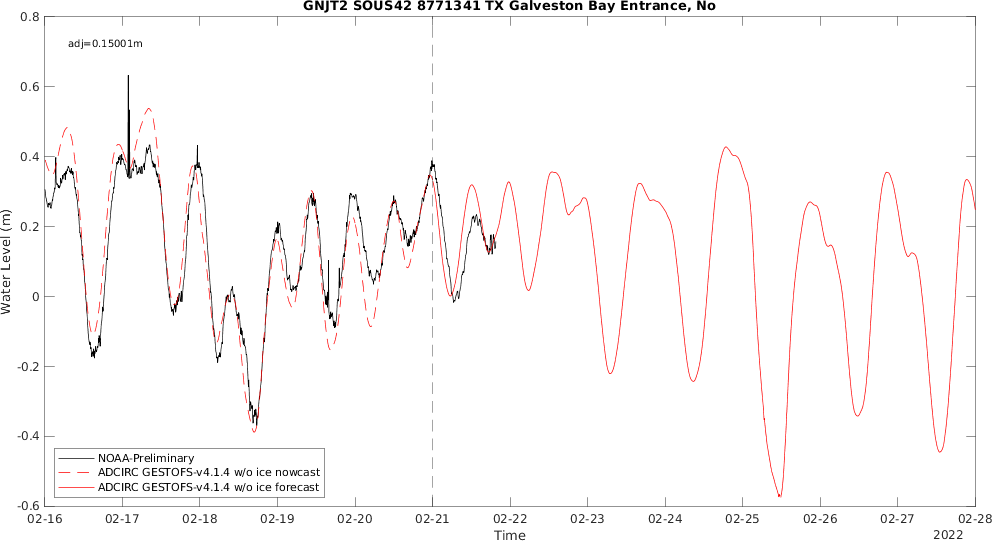 GNJT2 SOUS42 8771341 TX Galveston Bay Entrance, No
adj=0.15001m
0.8
0.6
0.4
0.2
0
-0.2
-0.4
-0.6
Water Level (m)
NOAA-Preliminary
ADCIRC GESTOFS-v4.1.4 w/o ice nowcast
ADCIRC GESTOFS-v4.1.4 w/o ice forecast
02-16 02-17 02-18 02-19 02-20 02-21 02-22 02-23 02-24 02-25 02-26 02-27 02-28
Time
2022